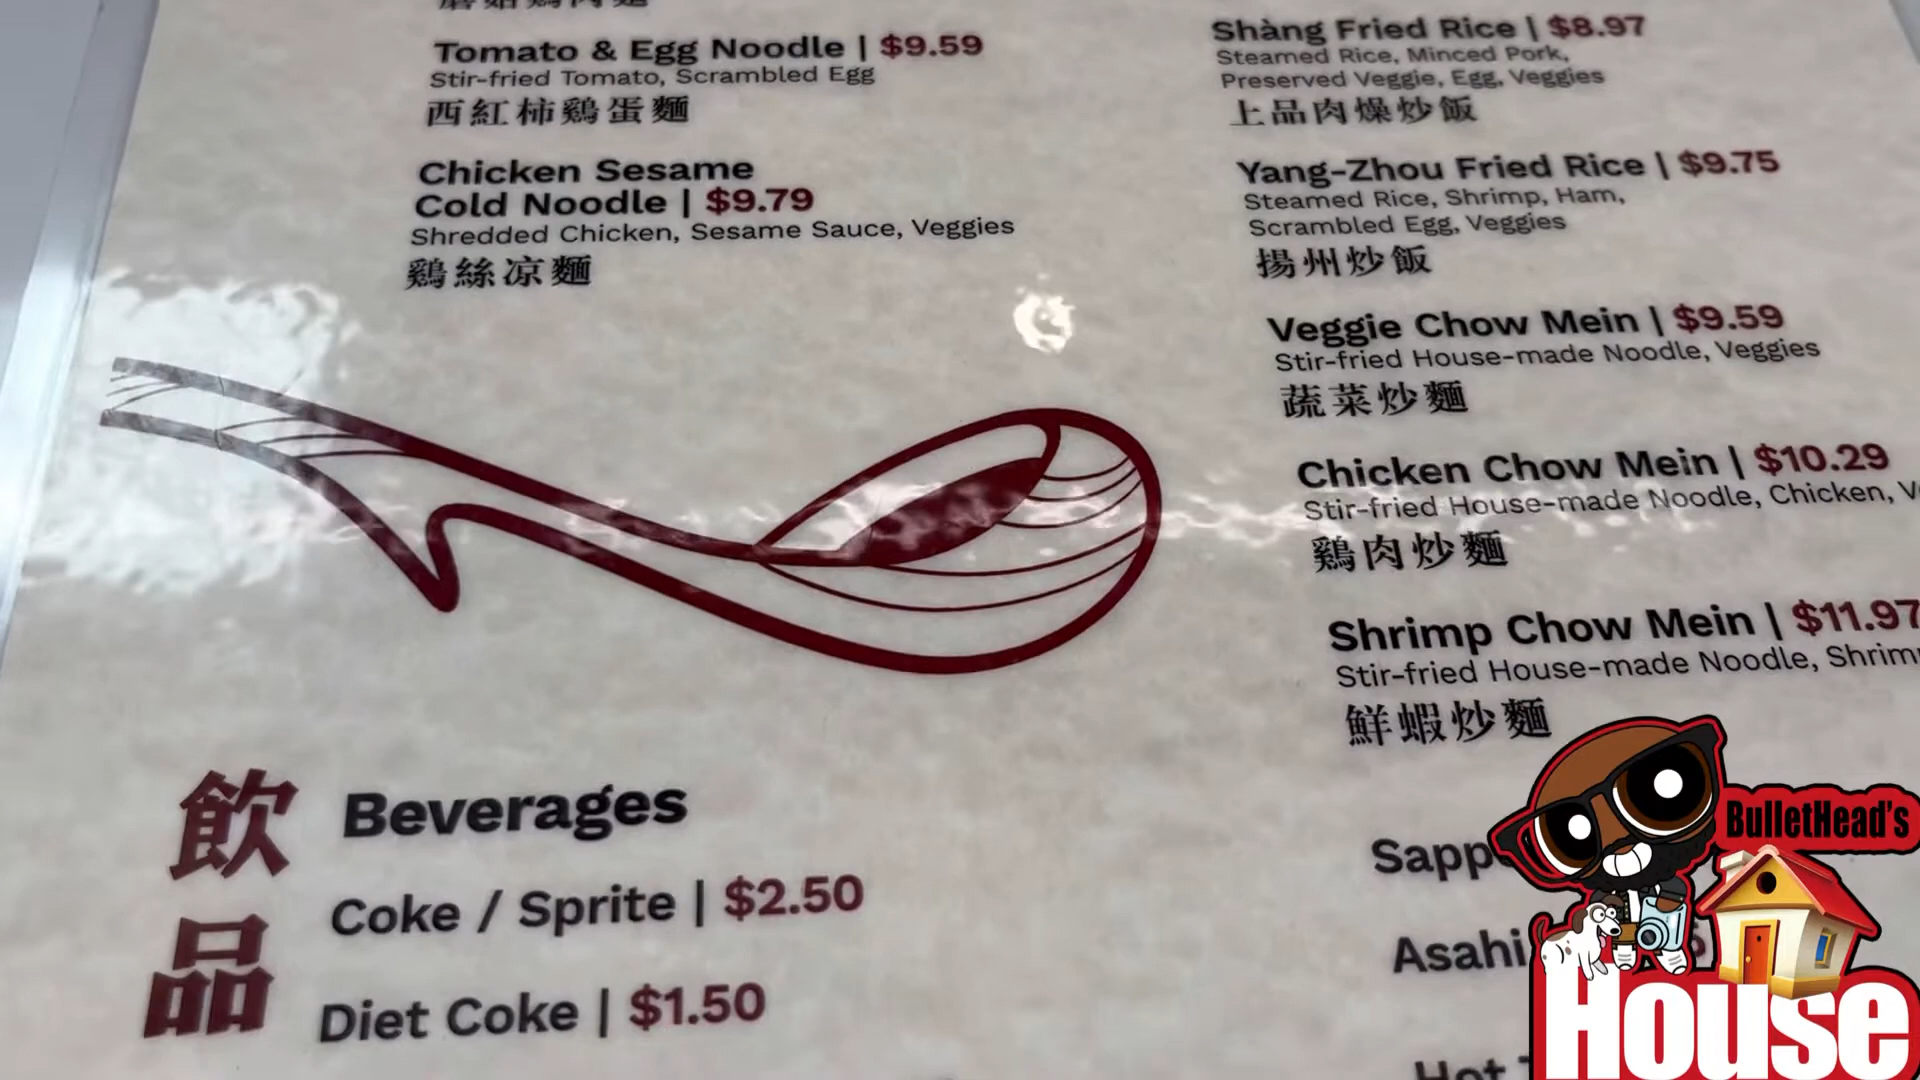 Tomato & Egg Noodle | $9.59
Stir-fried Tomato, Scrambled Egg
西紅柿鷄蛋麵
Chicken Sesame
Cold Noodle | $9.79
Shredded Chicken, Sesame Sauce, Veggies
鷄絲凉麵
Shàng Fried Rice | $8.97
Steamed Rice, Minced Pork,
Preserved Veggie, Egg, Veggies
上品肉燥炒飯
Yang-Zhou Fried Rice | $9.75
Steamed Rice, Shrimp, Ham,
Scrambled Egg, Veggies
揚州炒飯
Veggie Chow Mein | $9.59
Stir-fried House-made Noodle, Veggies
蔬菜炒麵
Chicken Chow Mein | $10.29
Stir-fried House-made Noodle, Chicken,
鷄肉炒麵
Shrimp Chow Mein | $11.97
Stir-fried House-made Noodle,
鮮蝦炒麵
飲品
Beverages
Coke / Sprite | $2.50
Diet Coke | $1.50
Asahi
Hot
BulletHead's
House